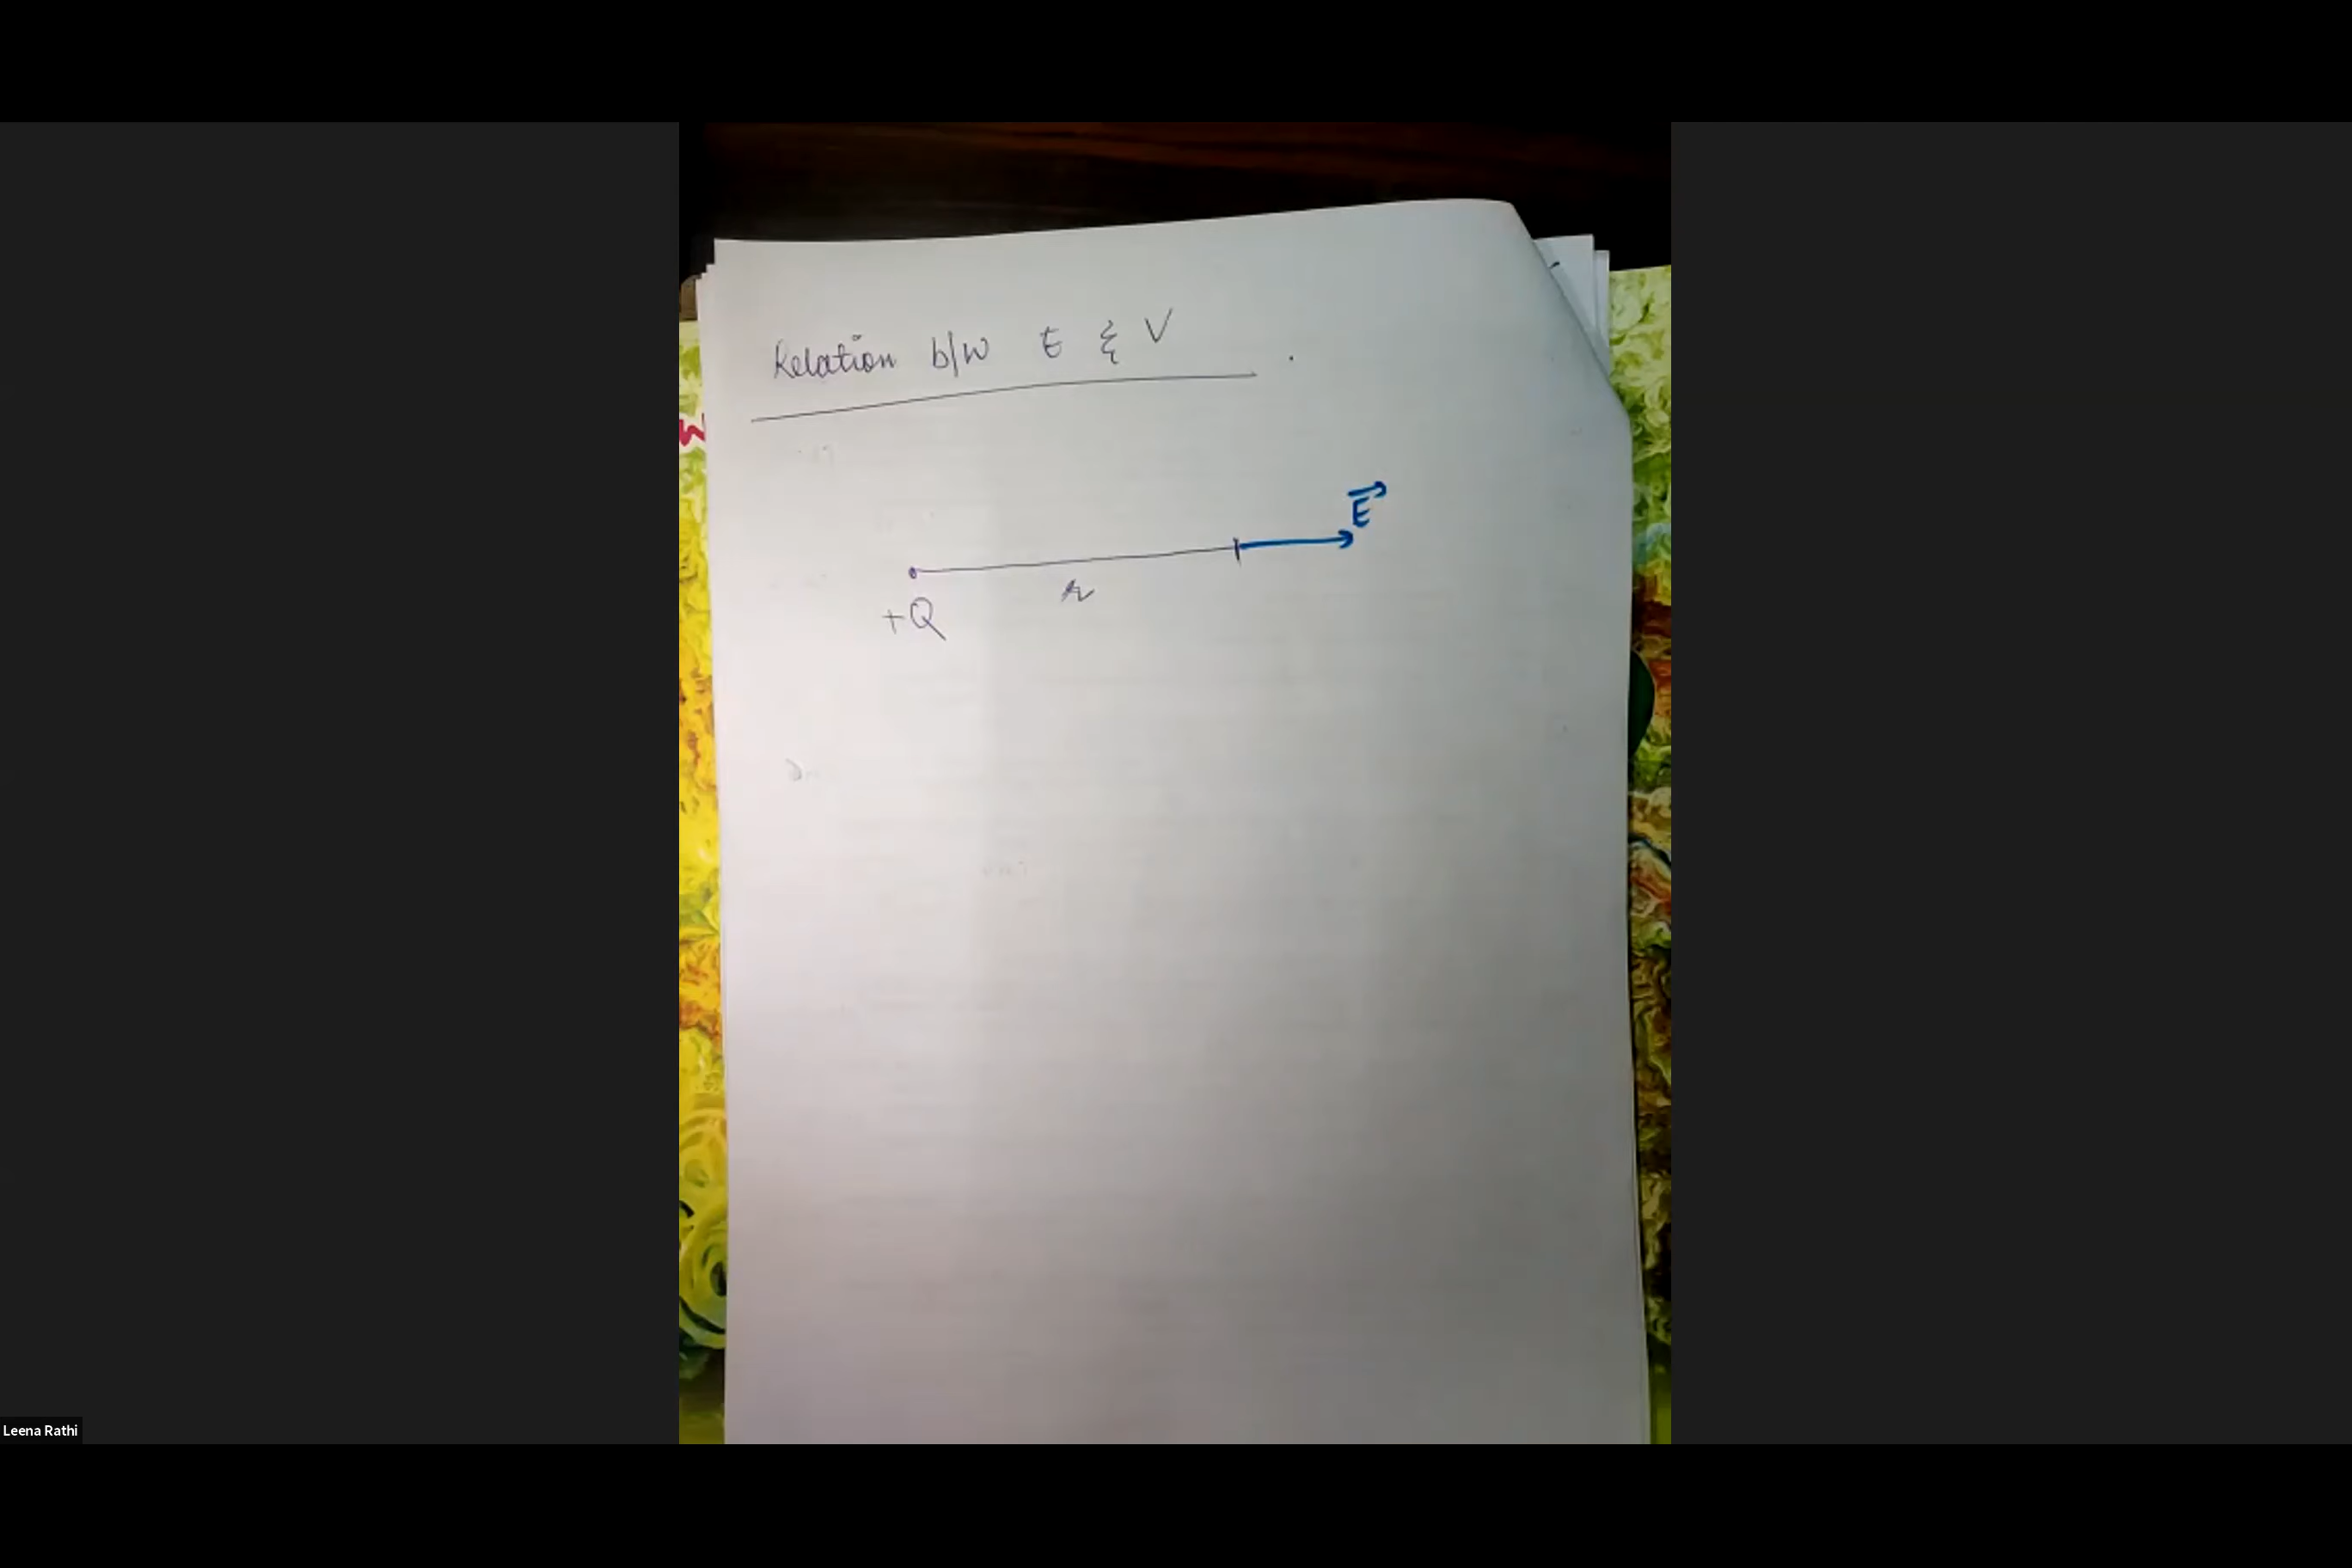 Relation b/w E & V
E
r
+Q
Leena Rathi